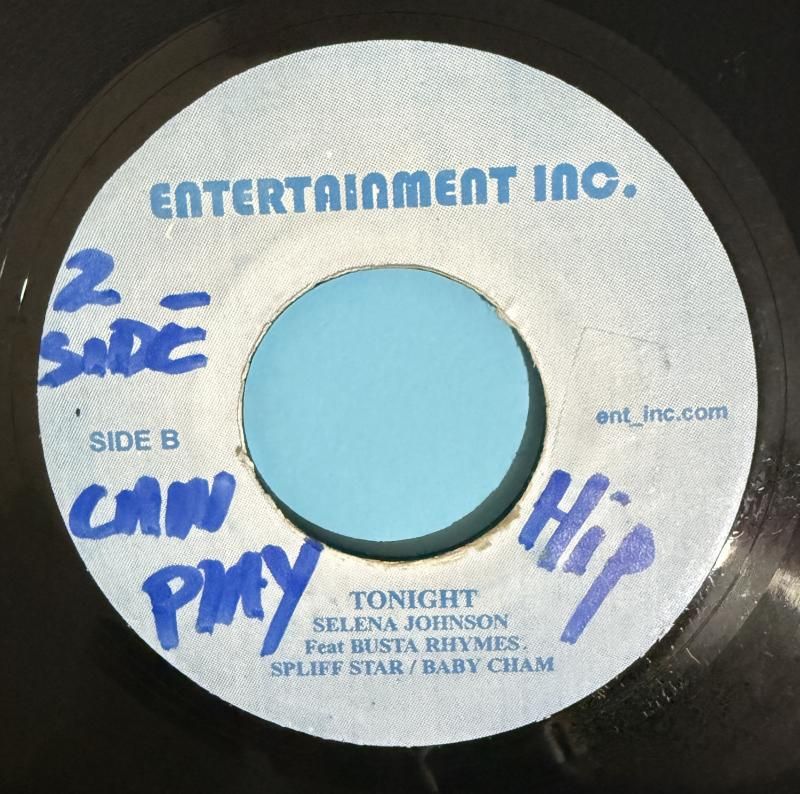 ENTERTAINMENT INC.
2 -
SIDE
SIDE B
ent_inc.com
CAN
PLAY
Hip
TONIGHT
SELENA JOHNSON
Feat BUSTA RHYMES.
SPLIFF STAR / BABY CHAM